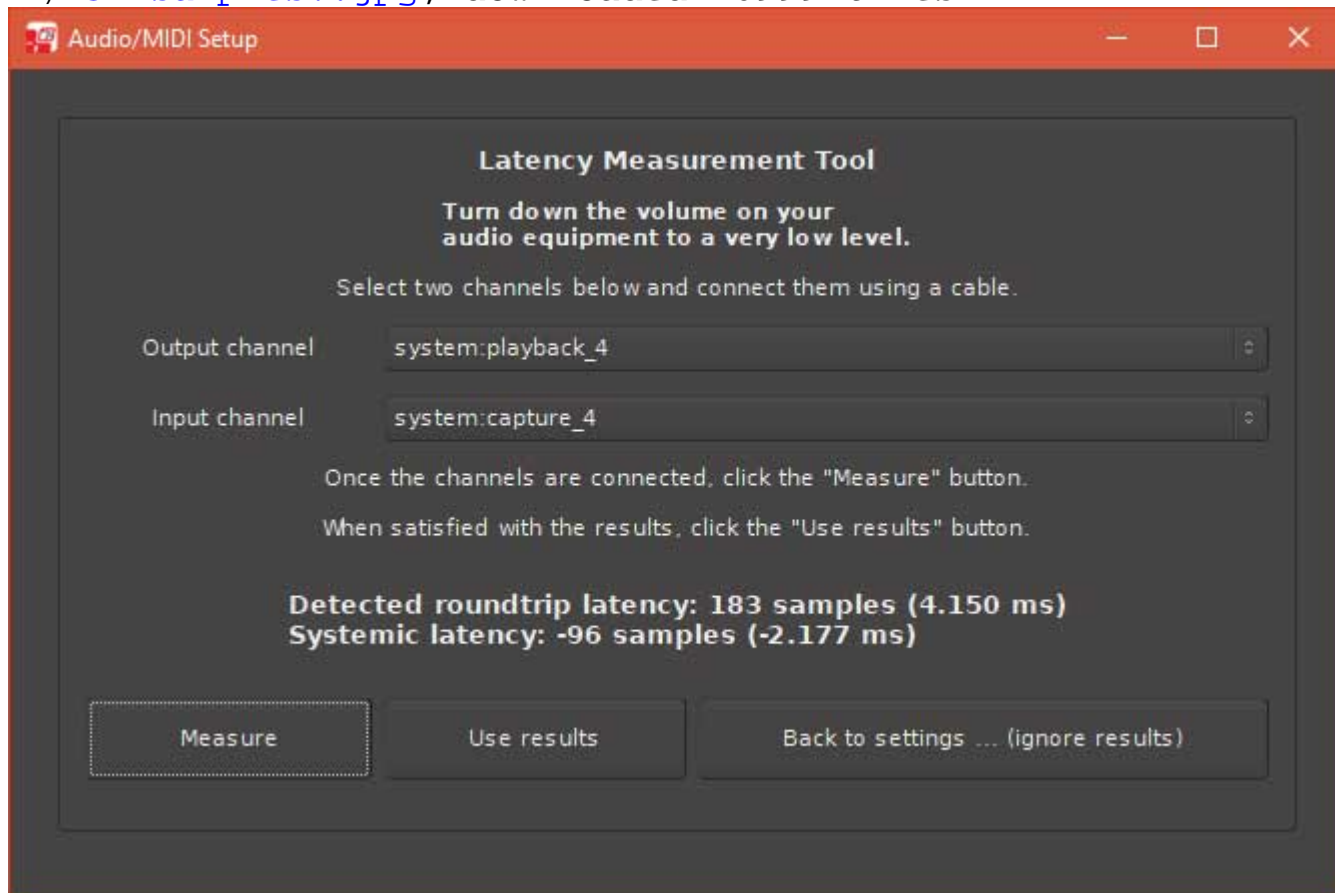 Audio/MIDI Setup
Latency Measurement Tool
Turn down the volume on your
audio equipment to a very low level.
Select two channels below and connect them using a cable.
Output channel system:playback_4
Input channel system:capture_4
Once the channels are connected, click the "Measure" button.
When satisfied with the results, click the "Use results" button.
Detected roundtrip latency: 183 samples (4.150 ms)
Systemic latency: -96 samples (-2.177 ms)
Measure Use results Back to settings ... (ignore results)